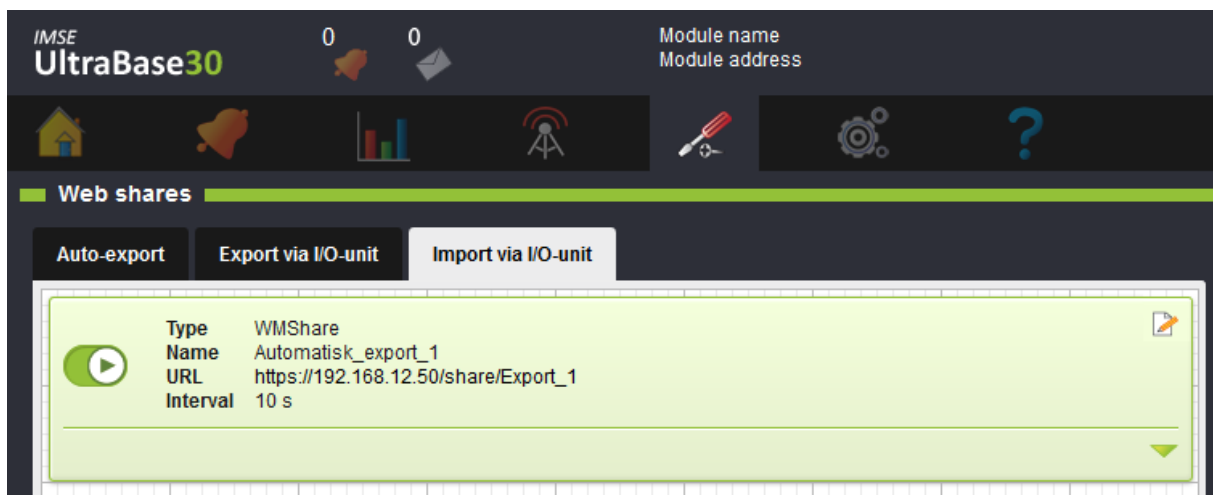 IMSE
UltraBase30
0
0
Module name
Module address
Web shares
Auto-export
Export via I/O-unit
Import via I/O-unit
Type WMShare
Name Automatisk_export_1
URL https://192.168.12.50/share/Export_1
Interval 10 s